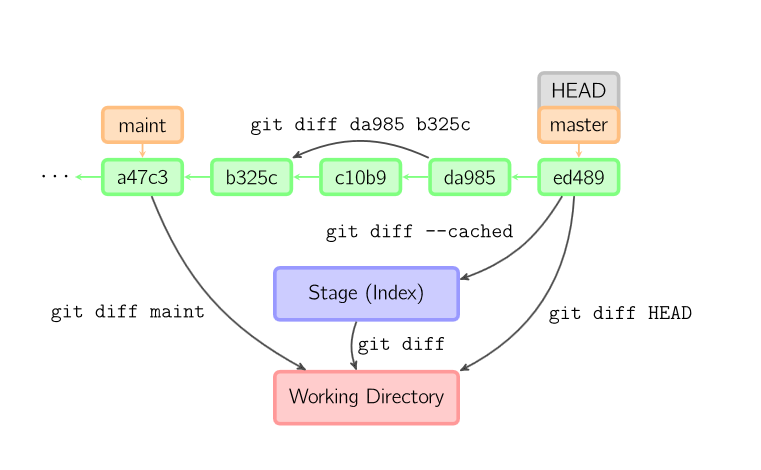 HEAD
maint
git diff da985 b325c
master
...
a47c3
b325c
c10b9
da985
ed489
git diff --cached
Stage (Index)
git diff maint
git diff HEAD
git diff
Working Directory